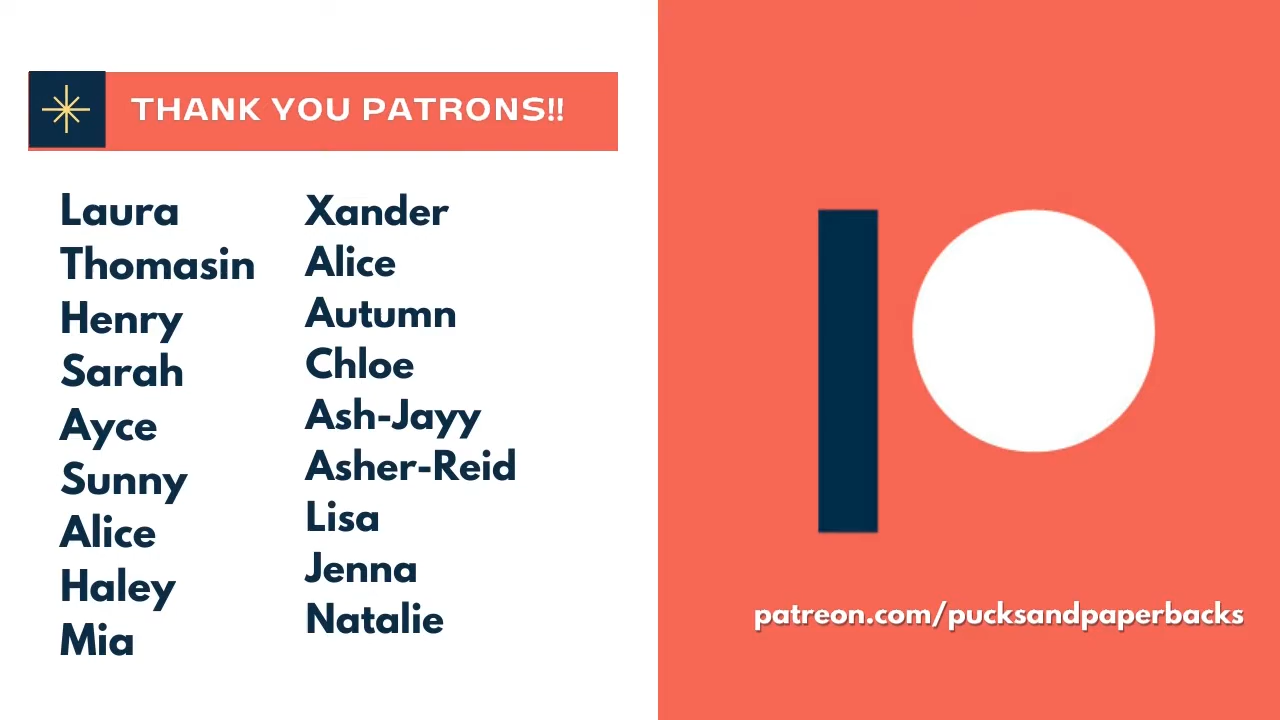 THANK YOU PATRONS!!
Laura
Thomasin
Henry
Sarah
Ayce
Sunny
Alice
Haley
Mia
Xander
Alice
Autumn
Chloe
Ash-Jayy
Asher-Reid
Lisa
Jenna
Natalie
patreon.com/pucksandpaperbacks